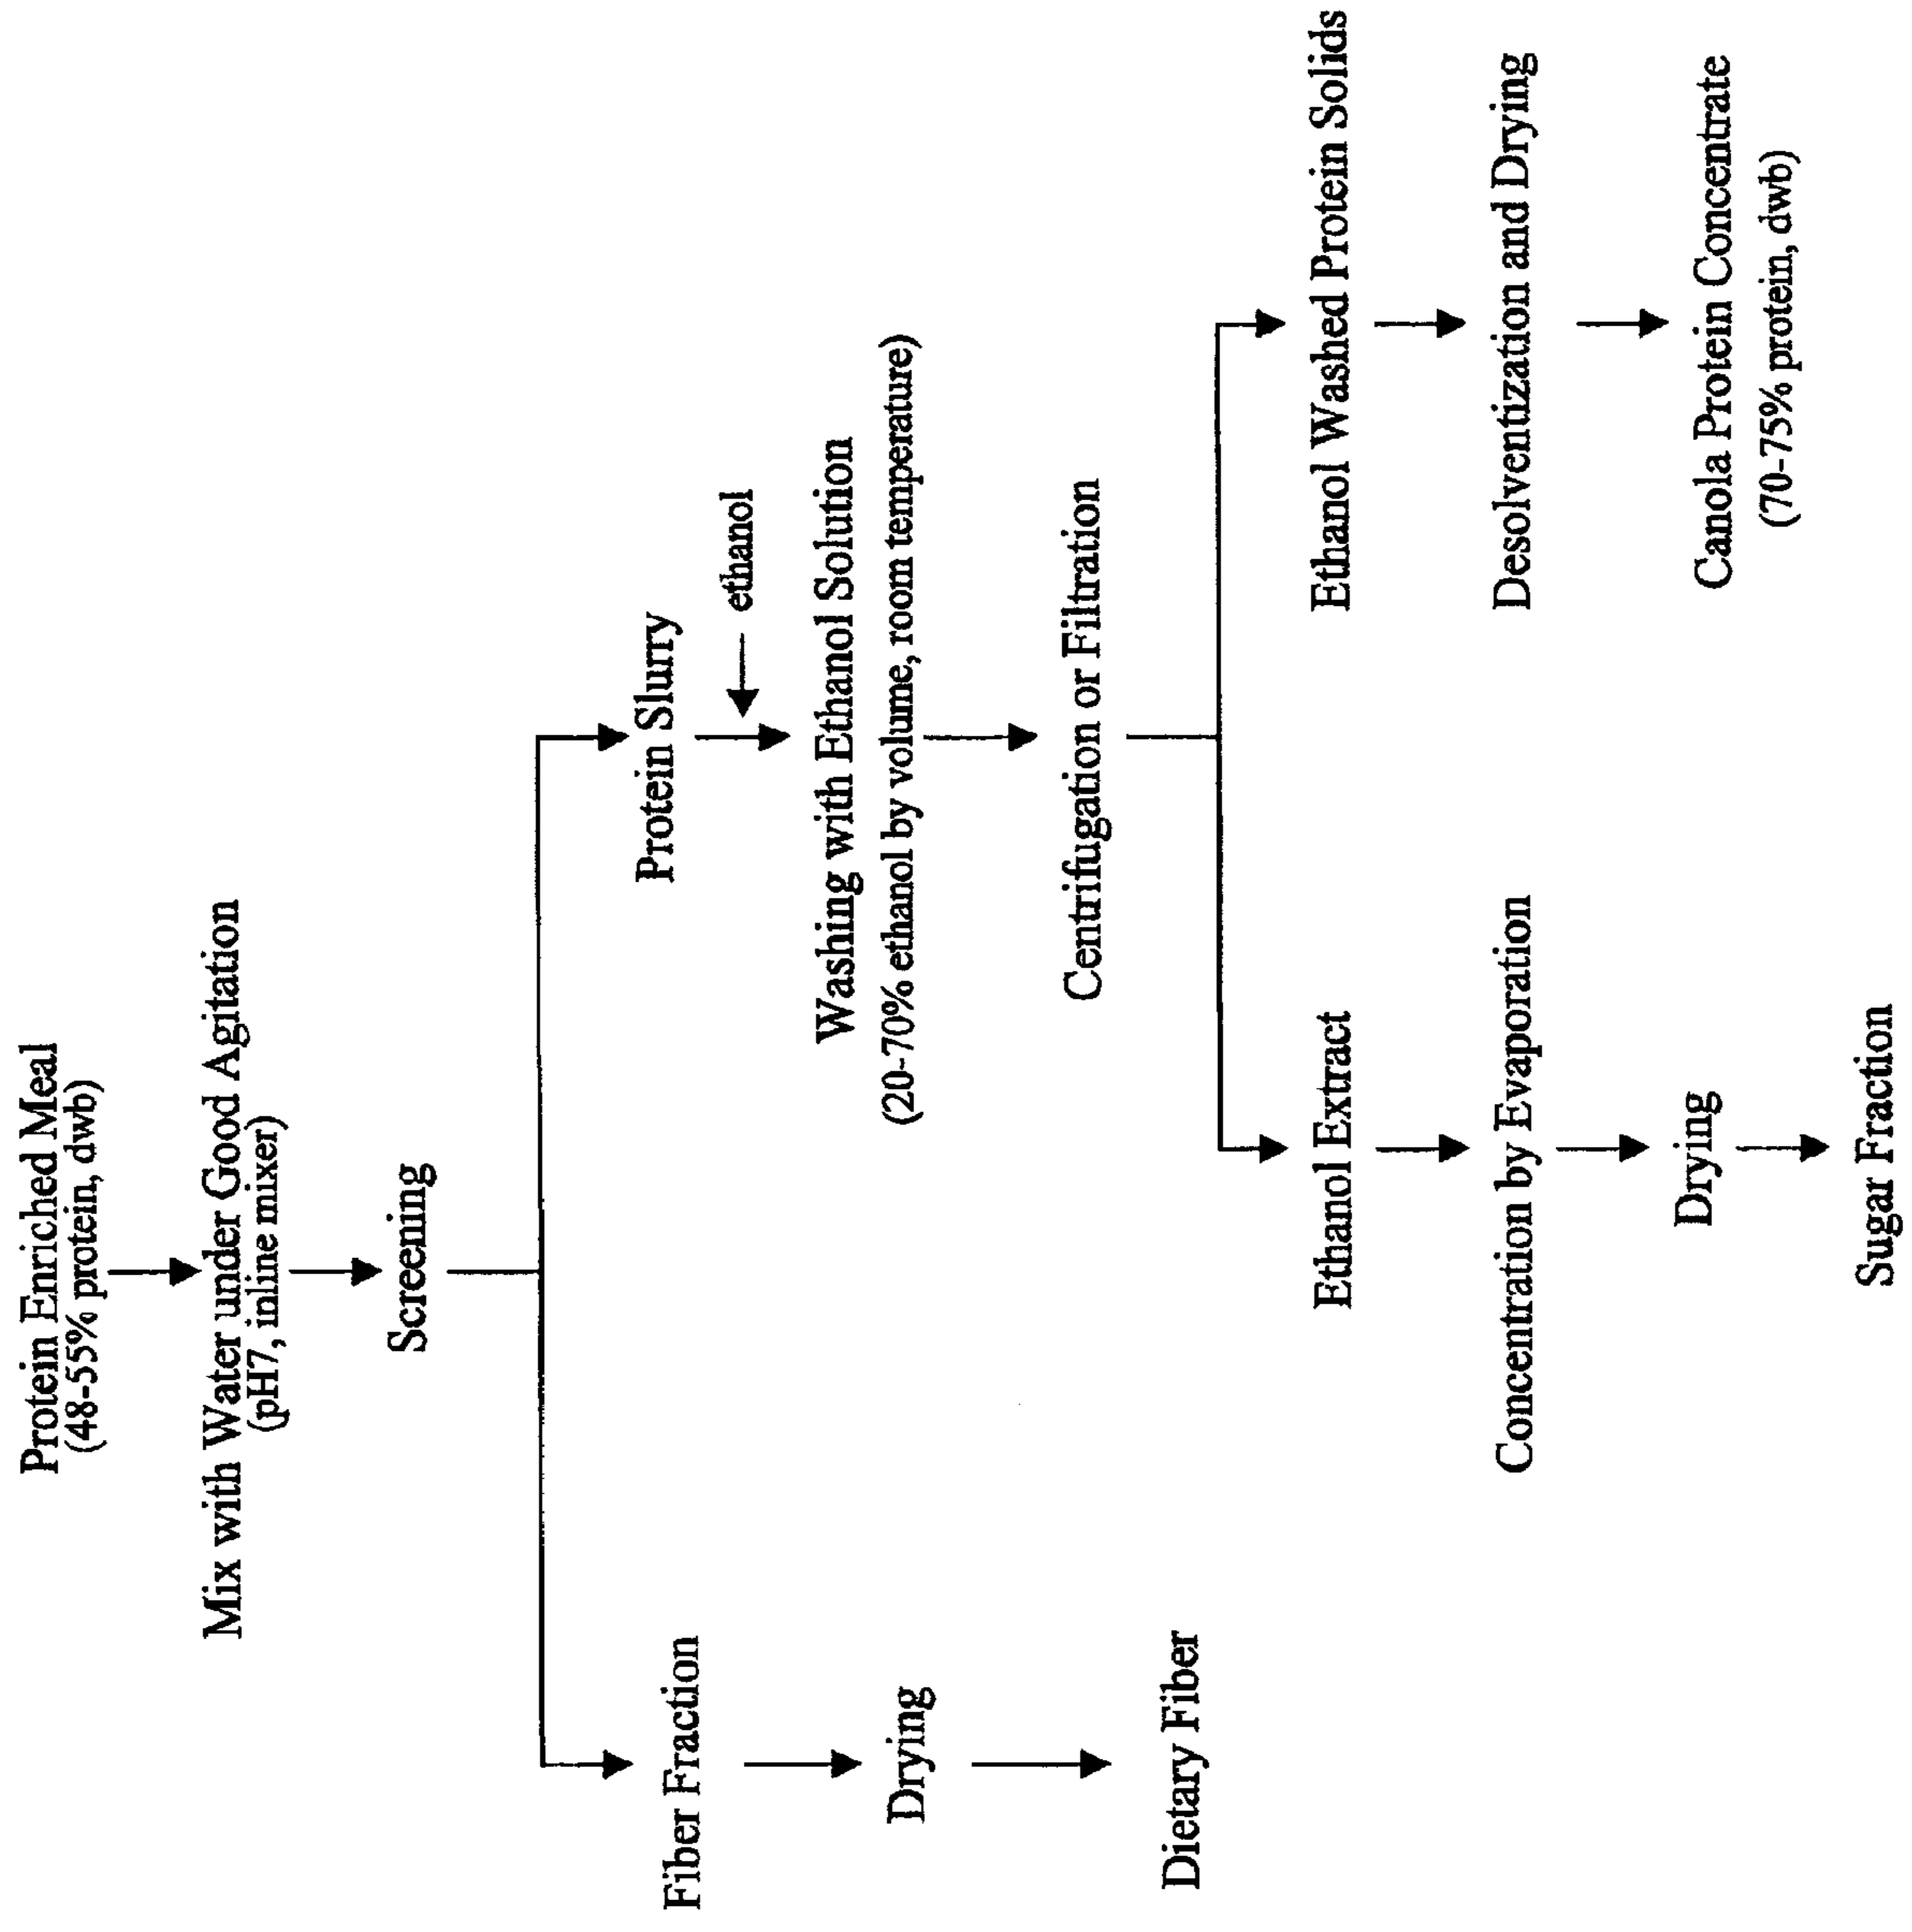 Protein Enriched Meal
(48-55% protein, dwb)
Mix with Water under Good Agitation
(pH7, inline mixer)
Screening
Fiber Fraction
Drying
Dietary Fiber
Protein Slurry
ethanol
Washing with Ethanol Solution
(20-70% ethanol by volume, room temperature)
Centrifugation or Filtration
Ethanol Extract
Concentration by Evaporation
Drying
Sugar Fraction
Ethanol Washed Protein Solids
Desolventization and Drying
Canola Protein Concentrate
(70-75% protein, dwb)